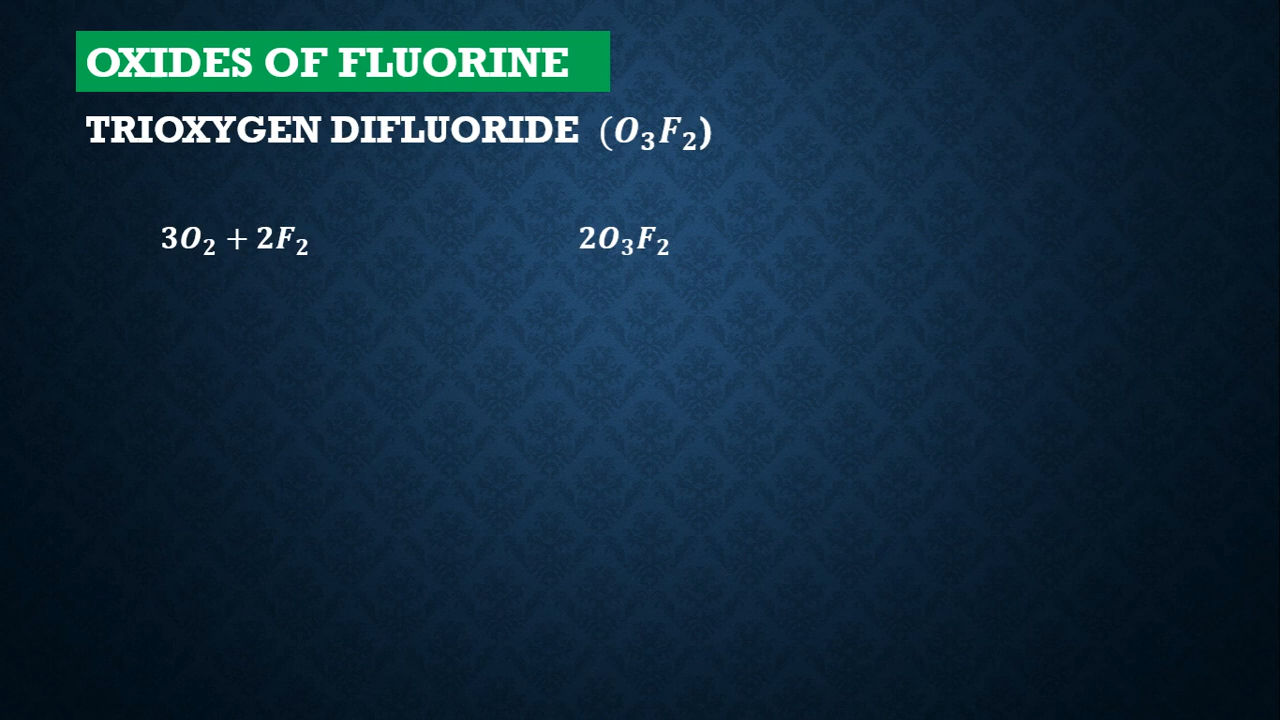 OXIDES OF FLUORINE
TRIOXYGEN DIFLUORIDE (O₃F₂)
3O₂ + 2F₂ 2O₃F₂